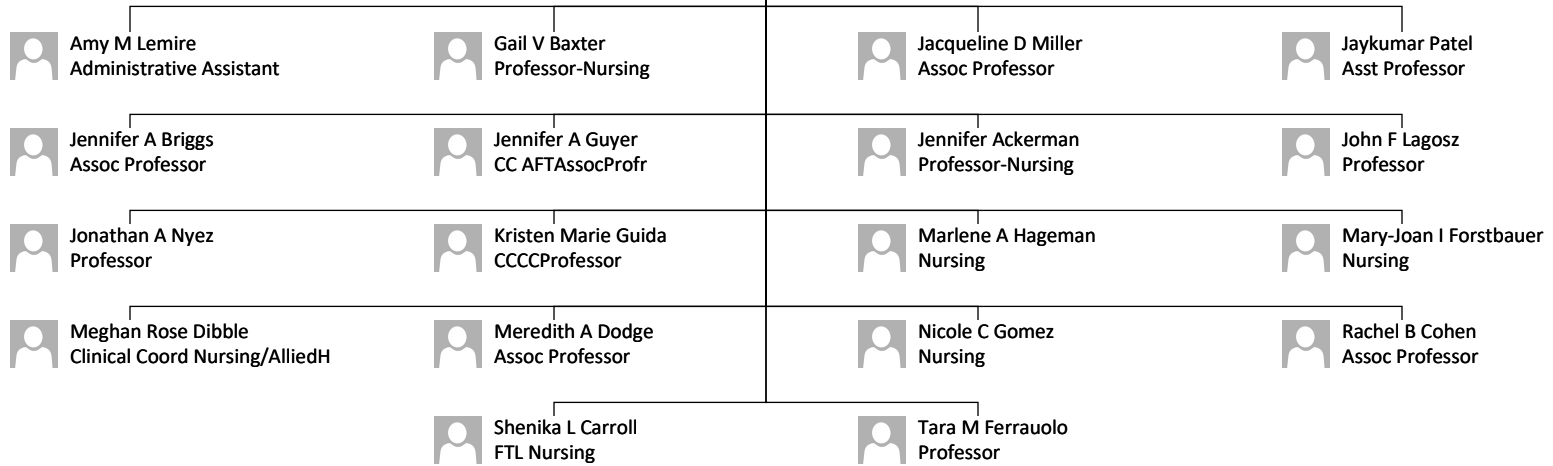 Amy M Lemire
Administrative Assistant
Gail V Baxter
Professor-Nursing
Jacqueline D Miller
Assoc Professor
Jaykumar Patel
Asst Professor
Jennifer A Briggs
Assoc Professor
Jennifer A Guyer
CC AFTAssocProfr
Jennifer Ackerman
Professor-Nursing
John F Lagosz
Professor
Jonathan A Nyez
Professor
Kristen Marie Guida
CCCCProfessor
Marlene A Hageman
Nursing
Mary-Joan I Forstbauer
Nursing
Meghan Rose Dibble
Clinical Coord Nursing/AlliedH
Meredith A Dodge
Assoc Professor
Nicole C Gomez
Nursing
Rachel B Cohen
Assoc Professor
Shenika L Carroll
FTL Nursing
Tara M Ferrauolo
Professor